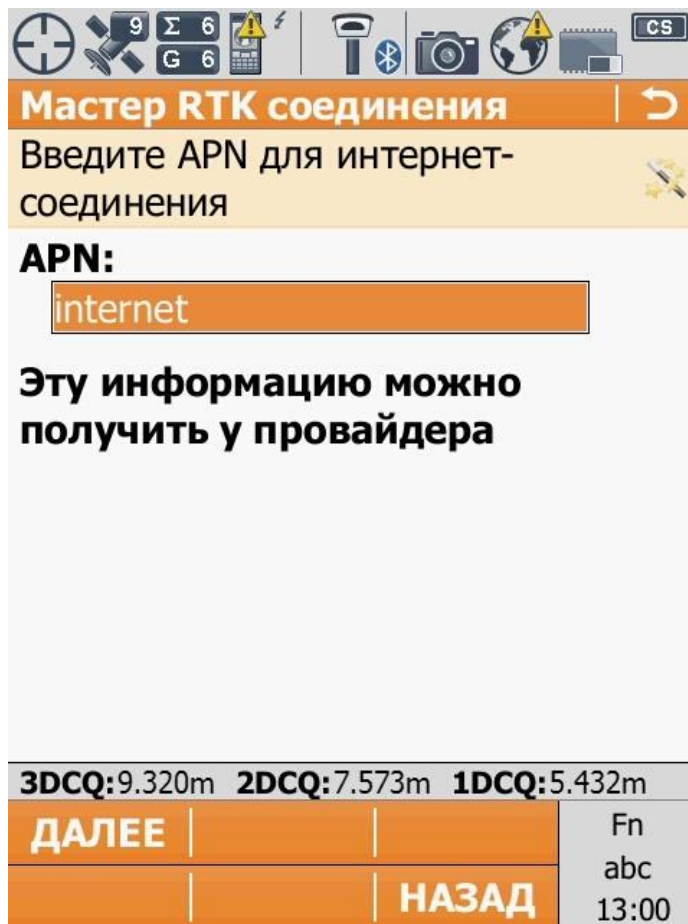 9 Σ 6 CS
G 6
Мастер RTK соединения
Введите APN для интернет-
соединения
APN:
internet
Эту информацию можно
получить у провайдера
3DCQ:9.320m 2DCQ:7.573m 1DCQ:5.432m
ДАЛЕЕ Fn
abc
НАЗАД 13:00